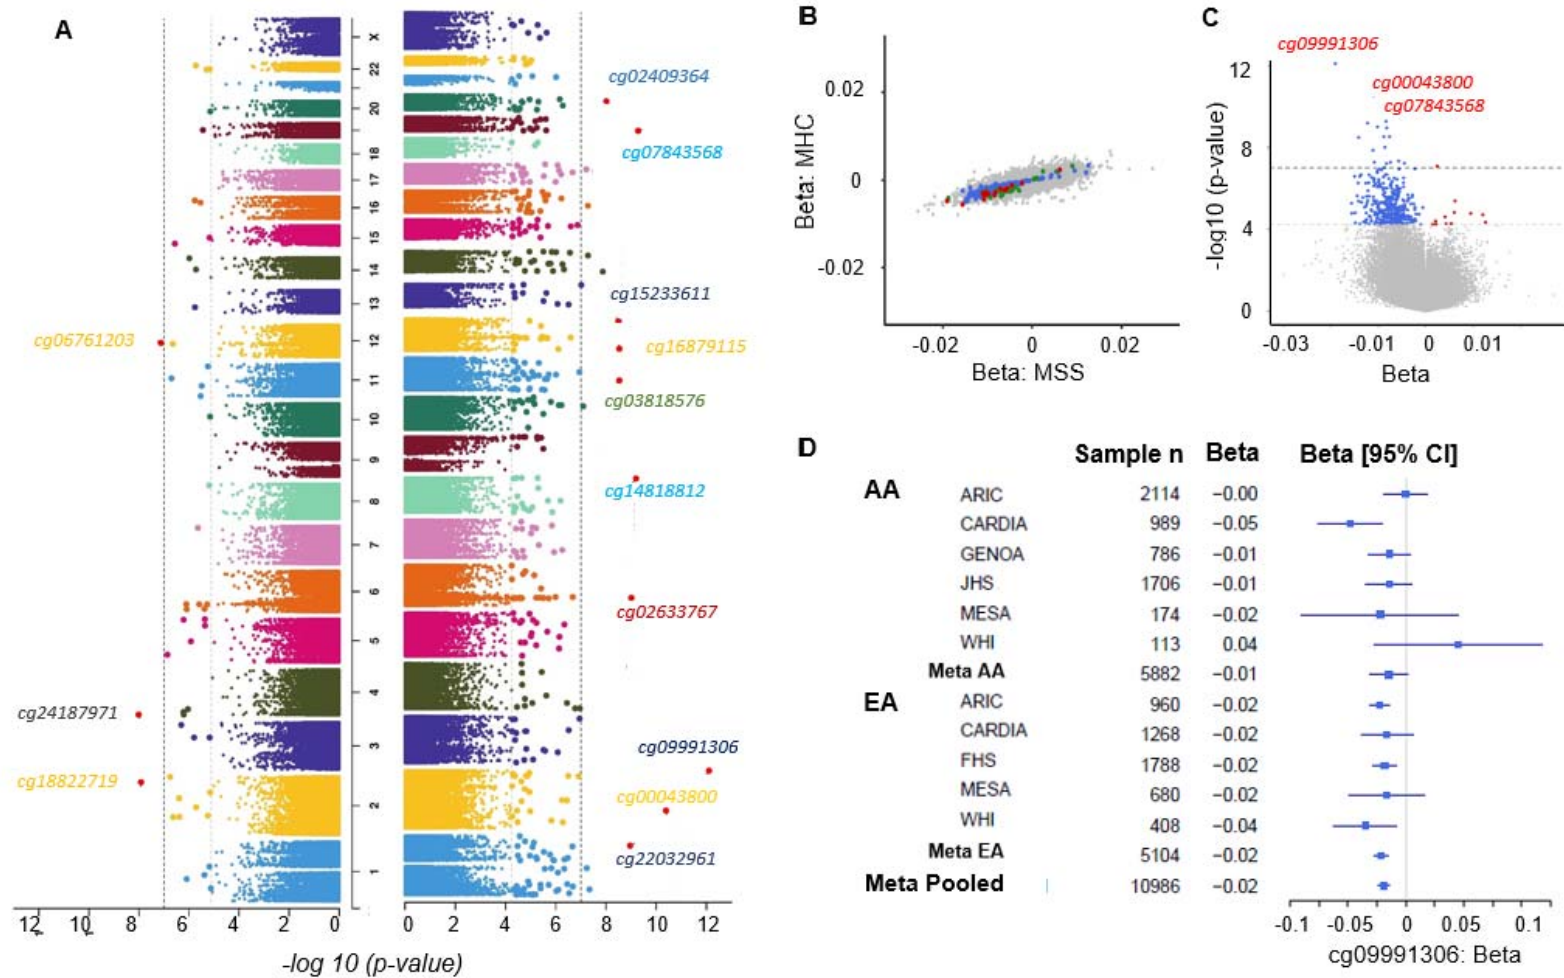 A
cg02409364
cg07843568
cg15233611
cg06761203
cg16879115
cg03818576
cg14818812
cg02633767
cg24187971
cg09991306
cg18822719
cg00043800
cg22032961
X
22
20
18
17
16
15
14
13
12
11
10
9
8
7
6
5
4
3
2
1
12 10 8 6 4 2 0
0 2 4 6 8 10 12
-log 10 (p-value)
B
Beta: MHC
0.02
0
-0.02
-0.02 0 0.02
Beta: MSS
C
cg09991306
cg00043800
cg07843568
-log10 (p-value)
12
8
4
0
-0.03 -0.01 0 0.01
Beta
D
Sample n Beta Beta [95% CI]
AA
ARIC 2114 −0.00
CARDIA 989 −0.05
GENOA 786 −0.01
JHS 1706 −0.01
MESA 174 −0.02
WHI 113 0.04
Meta AA 5882 −0.01
EA
ARIC 960 −0.02
CARDIA 1268 −0.02
FHS 1788 −0.02
MESA 680 −0.02
WHI 408 −0.04
Meta EA 5104 −0.02
Meta Pooled 10986 −0.02
-0.1 -0.05 0 0.05 0.1
cg09991306: Beta